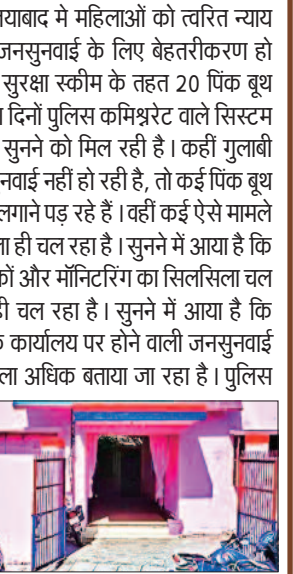 याबाद मे महिलाओं को त्वरित न्याय
जनसुनवाई के लिए बेहतरीकरण हो
सुरक्षा स्कीम के तहत 20 पिंक बूथ
दिनों पुलिस कमिश्नरेट वाले सिस्टम
सुनने को मिल रही है। कहीं गुलाबी
नवाई नहीं हो रही है, तो कई पिंक बूथ
लगाने पड़ रहे हैं। वहीं कई ऐसे मामले
ला ही चल रहा है। सुनने में आया है कि
कों और मॉनिटरिंग का सिलसिला चल
ही चल रहा है। सुनने में आया है कि
कार्यालय पर होने वाली जनसुनवाई
ला अधिक बताया जा रहा है। पुलिस